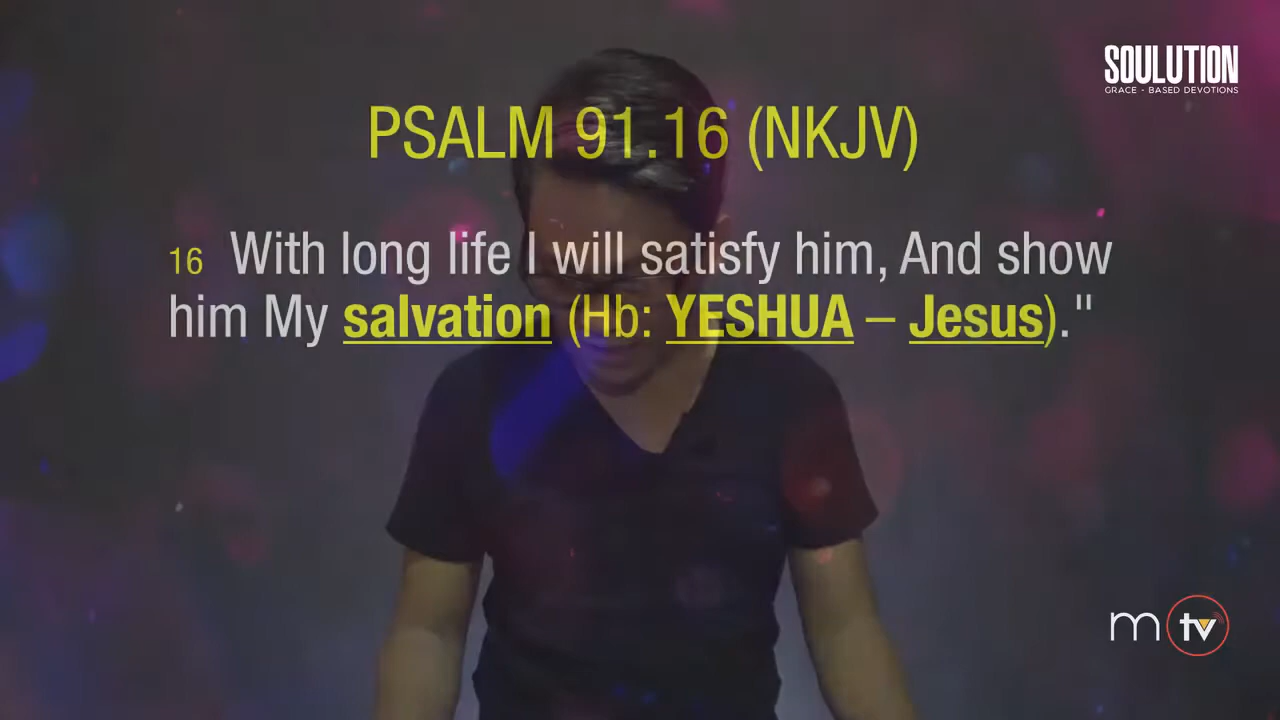 SOULUTION
GRACE - BASED DEVOTIONS
PSALM 91.16 (NKJV)
16 With long life I will satisfy him, And show
him My salvation (Hb: YESHUA – Jesus)."
m tv